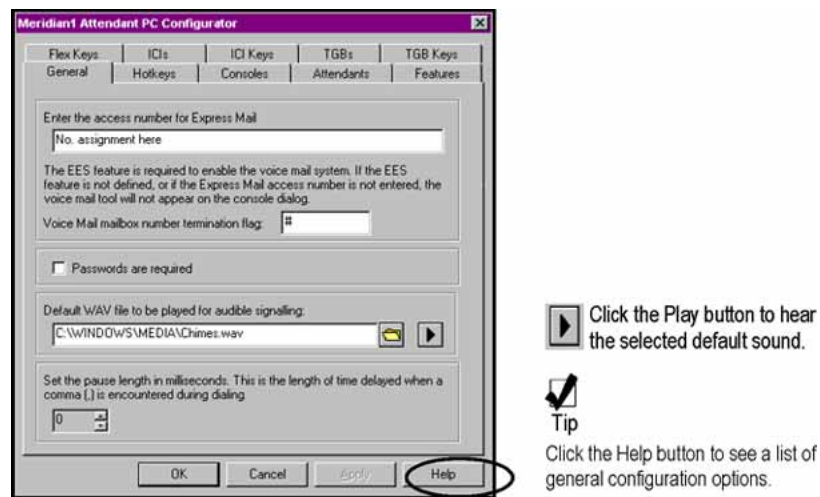 Meridian1 Attendant PC Configurator
Flex Keys ICIs ICI Keys TGBs TGB Keys
General Hotkeys Consoles Attendants Features
Enter the access number for Express Mail
No. assignment here
The EES feature is required to enable the voice mail system. If the EES
feature is not defined, or if the Express Mail access number is not entered, the
voice mail tool will not appear on the console dialog.
Voice Mail mailbox number termination flag: #
Passwords are required
Default WAV file to be played for audible signalling:
C:\WINDOWS\MEDIA\Chimes.wav
Set the pause length in milliseconds. This is the length of time delayed when a
comma (,) is encountered during dialing
0
OK Cancel Apply Help
Click the Play button to hear
the selected default sound.
Tip
Click the Help button to see a list of
general configuration options.